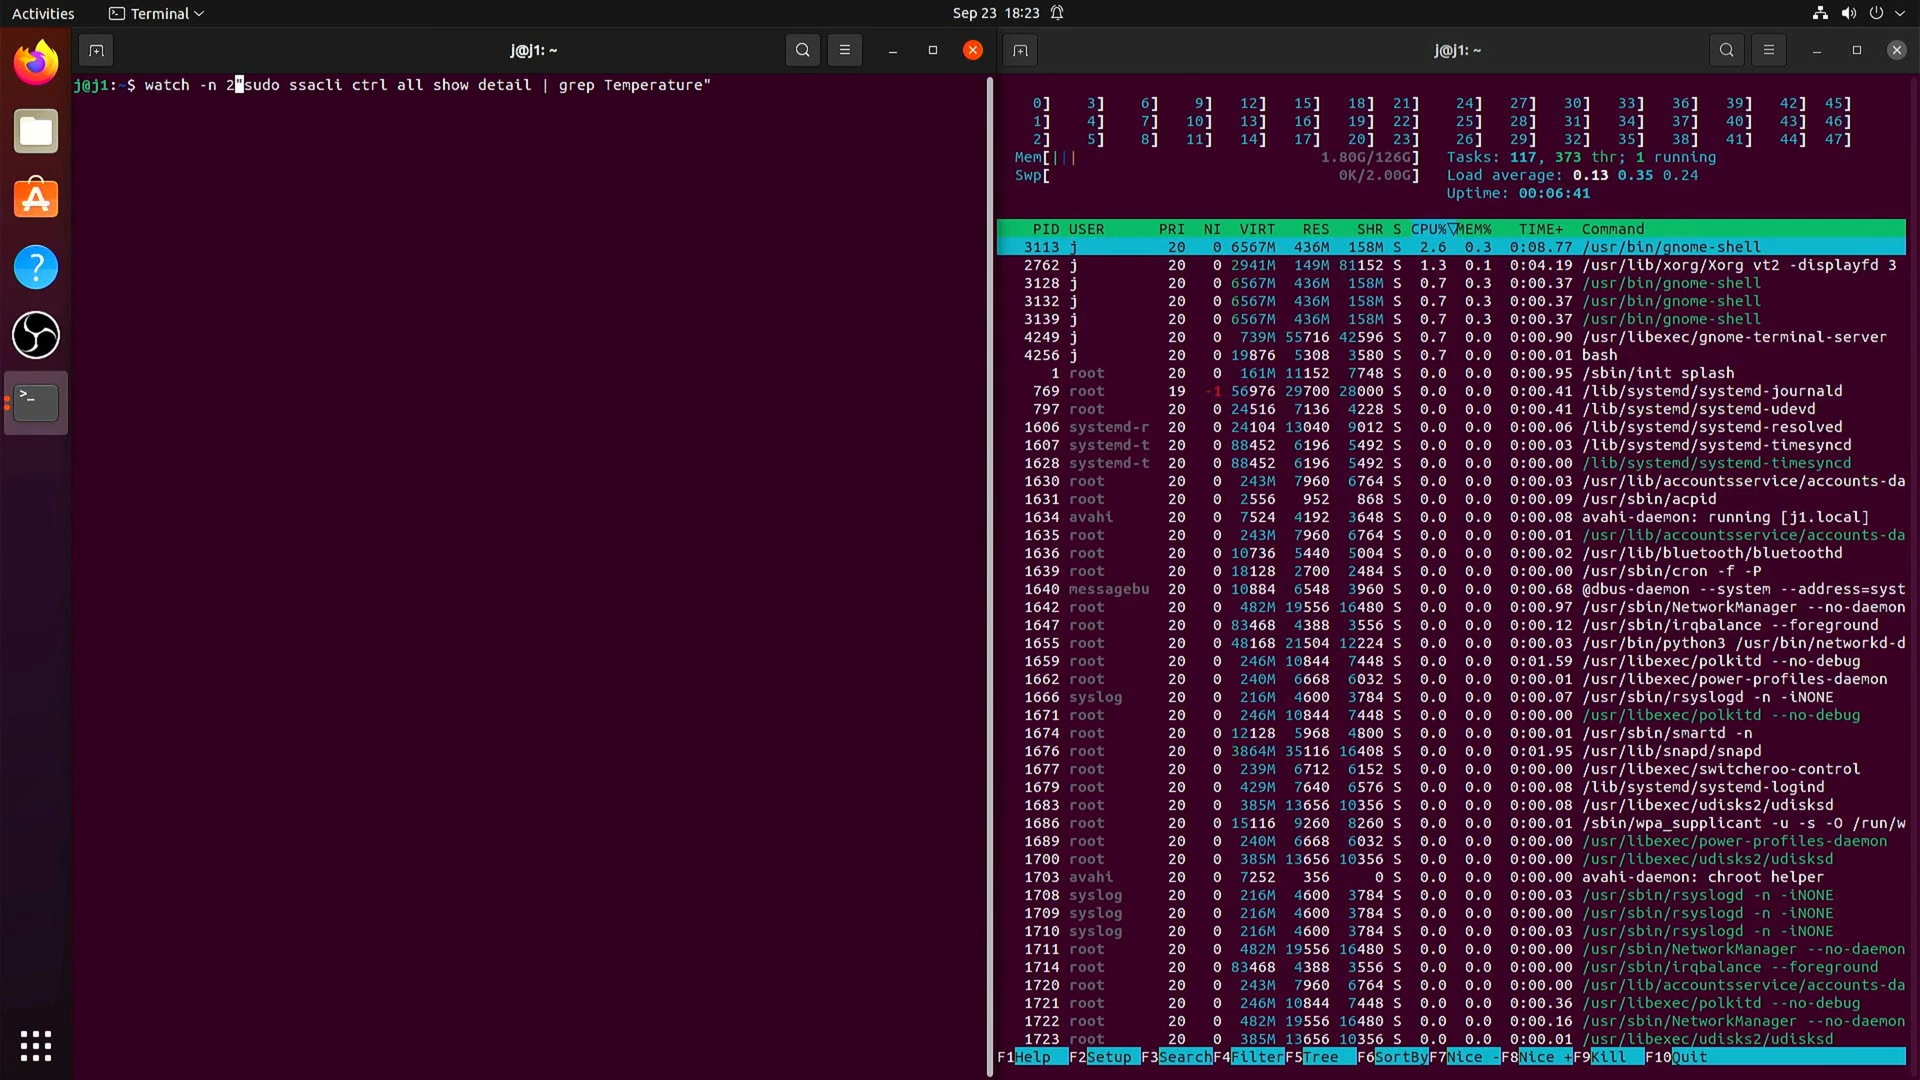 Activities
Terminal
Sep 23 18:23
j@j1: ~
j@j1:~$ watch -n 2"sudo ssacli ctrl all show detail | grep Temperature"
j@j1: ~
0] 3] 6] 9] 12] 15] 18] 21] 24] 27] 30] 33] 36] 39] 42] 45]
1] 4] 7] 10] 13] 16] 19] 22] 25] 28] 31] 34] 37] 40] 43] 46]
2] 5] 8] 11] 14] 17] 20] 23] 26] 29] 32] 35] 38] 41] 44] 47]
Mem[||| 1.80G/126G] Tasks: 117, 373 thr; 1 running
Swp[ 0K/2.00G] Load average: 0.13 0.35 0.24
Uptime: 00:06:41
PID USER PRI NI VIRT RES SHR S CPU%▽MEM% TIME+ Command
3113 j 20 0 6567M 436M 158M S 2.6 0.3 0:08.77 /usr/bin/gnome-shell
2762 j 20 0 2941M 149M 81152 S 1.3 0.1 0:04.19 /usr/lib/xorg/Xorg vt2 -displayfd 3
3128 j 20 0 6567M 436M 158M S 0.7 0.3 0:00.37 /usr/bin/gnome-shell
3132 j 20 0 6567M 436M 158M S 0.7 0.3 0:00.37 /usr/bin/gnome-shell
3139 j 20 0 6567M 436M 158M S 0.7 0.3 0:00.37 /usr/bin/gnome-shell
4249 j 20 0 739M 55716 42596 S 0.7 0.0 0:00.90 /usr/libexec/gnome-terminal-server
4256 j 20 0 19876 5308 3580 S 0.7 0.0 0:00.01 bash
1 root 20 0 161M 11152 7748 S 0.0 0.0 0:00.95 /sbin/init splash
769 root 19 -1 56976 29700 28000 S 0.0 0.0 0:00.41 /lib/systemd/systemd-journald
797 root 20 0 24516 7136 4228 S 0.0 0.0 0:00.41 /lib/systemd/systemd-udevd
1606 systemd-r 20 0 24104 13040 9012 S 0.0 0.0 0:00.06 /lib/systemd/systemd-resolved
1607 systemd-t 20 0 88452 6196 5492 S 0.0 0.0 0:00.03 /lib/systemd/systemd-timesyncd
1628 systemd-t 20 0 88452 6196 5492 S 0.0 0.0 0:00.00 /lib/systemd/systemd-timesyncd
1630 root 20 0 243M 7960 6764 S 0.0 0.0 0:00.03 /usr/lib/accountsservice/accounts-da
1631 root 20 0 2556 952 868 S 0.0 0.0 0:00.09 /usr/sbin/acpid
1634 avahi 20 0 7524 4192 3648 S 0.0 0.0 0:00.08 avahi-daemon: running [j1.local]
1635 root 20 0 243M 7960 6764 S 0.0 0.0 0:00.01 /usr/lib/accountsservice/accounts-da
1636 root 20 0 10736 5440 5004 S 0.0 0.0 0:00.02 /usr/lib/bluetooth/bluetoothd
1639 root 20 0 18128 2700 2484 S 0.0 0.0 0:00.00 /usr/sbin/cron -f -P
1640 messagebu 20 0 10884 6548 3960 S 0.0 0.0 0:00.68 @dbus-daemon --system --address=syst
1642 root 20 0 482M 19556 16480 S 0.0 0.0 0:00.97 /usr/sbin/NetworkManager --no-daemon
1647 root 20 0 83468 4388 3556 S 0.0 0.0 0:00.12 /usr/sbin/irqbalance --foreground
1655 root 20 0 48168 21504 12224 S 0.0 0.0 0:00.03 /usr/bin/python3 /usr/bin/networkd-d
1659 root 20 0 246M 10844 7448 S 0.0 0.0 0:01.59 /usr/libexec/polkitd --no-debug
1662 root 20 0 240M 6668 6032 S 0.0 0.0 0:00.01 /usr/libexec/power-profiles-daemon
1666 syslog 20 0 216M 4600 3784 S 0.0 0.0 0:00.07 /usr/sbin/rsyslogd -n -iNONE
1671 root 20 0 246M 10844 7448 S 0.0 0.0 0:00.00 /usr/libexec/polkitd --no-debug
1674 root 20 0 12128 5968 4800 S 0.0 0.0 0:00.01 /usr/sbin/smartd -n
1676 root 20 0 3864M 35116 16408 S 0.0 0.0 0:01.95 /usr/lib/snapd/snapd
1677 root 20 0 239M 6712 6152 S 0.0 0.0 0:00.01 /usr/libexec/switcheroo-control
1679 root 20 0 429M 7640 6576 S 0.0 0.0 0:00.08 /lib/systemd/systemd-logind
1683 root 20 0 385M 13656 10356 S 0.0 0.0 0:00.08 /usr/libexec/udisks2/udisksd
1686 root 20 0 15116 9260 8260 S 0.0 0.0 0:00.01 /sbin/wpa_supplicant -u -s -O /run/w
1689 root 20 0 240M 6668 6032 S 0.0 0.0 0:00.00 /usr/libexec/power-profiles-daemon
1700 root 20 0 385M 13656 10356 S 0.0 0.0 0:00.00 /usr/libexec/udisks2/udisksd
1703 avahi 20 0 7252 356 0 S 0.0 0.0 0:00.00 avahi-daemon: chroot helper
1708 syslog 20 0 216M 4600 3784 S 0.0 0.0 0:00.03 /usr/sbin/rsyslogd -n -iNONE
1709 syslog 20 0 216M 4600 3784 S 0.0 0.0 0:00.00 /usr/sbin/rsyslogd -n -iNONE
1710 syslog 20 0 216M 4600 3784 S 0.0 0.0 0:00.03 /usr/sbin/rsyslogd -n -iNONE
1711 root 20 0 482M 19556 16480 S 0.0 0.0 0:00.00 /usr/sbin/NetworkManager --no-daemon
1714 root 20 0 83468 4388 3556 S 0.0 0.0 0:00.00 /usr/sbin/irqbalance --foreground
1720 root 20 0 243M 7960 6764 S 0.0 0.0 0:00.00 /usr/lib/accountsservice/accounts-da
1721 root 20 0 246M 10844 7448 S 0.0 0.0 0:00.36 /usr/libexec/polkitd --no-debug
1722 root 20 0 482M 19556 16480 S 0.0 0.0 0:00.16 /usr/sbin/NetworkManager --no-daemon
1723 root 20 0 385M 13656 10356 S 0.0 0.0 0:00.00 /usr/libexec/udisks2/udisksd
F1Help F2Setup F3SearchF4FilterF5Tree F6SortByF7Nice -F8Nice +F9Kill F10Quit